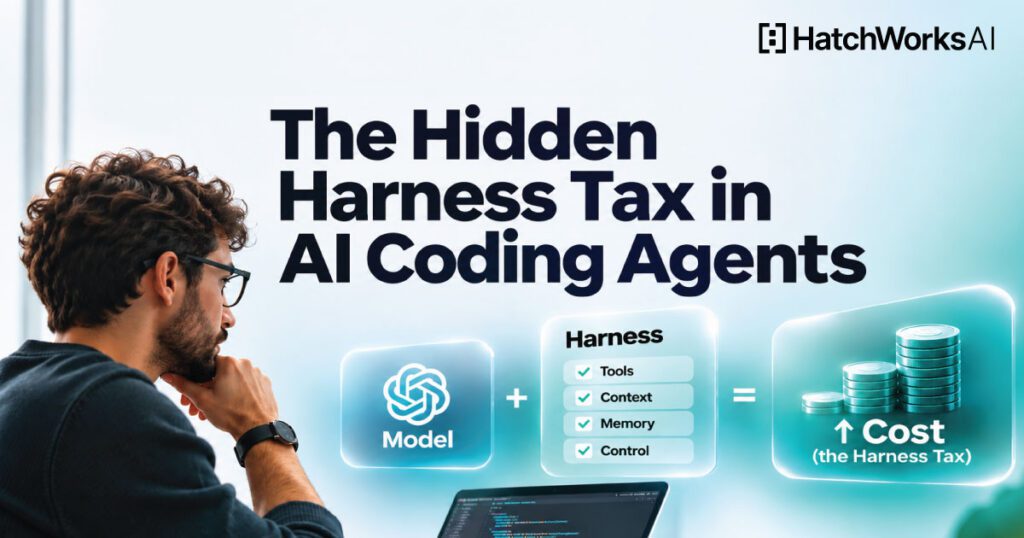 HatchWorksAI
The Hidden
Harness Tax in
AI Coding Agents
Model
+
Harness
Tools
Context
Memory
Control
=
↑ Cost
(the Harness Tax)